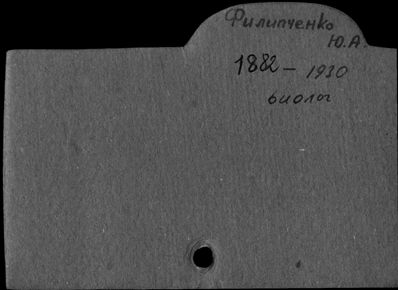 Филипченко
Ю.А.
1882 – 1930
биолог